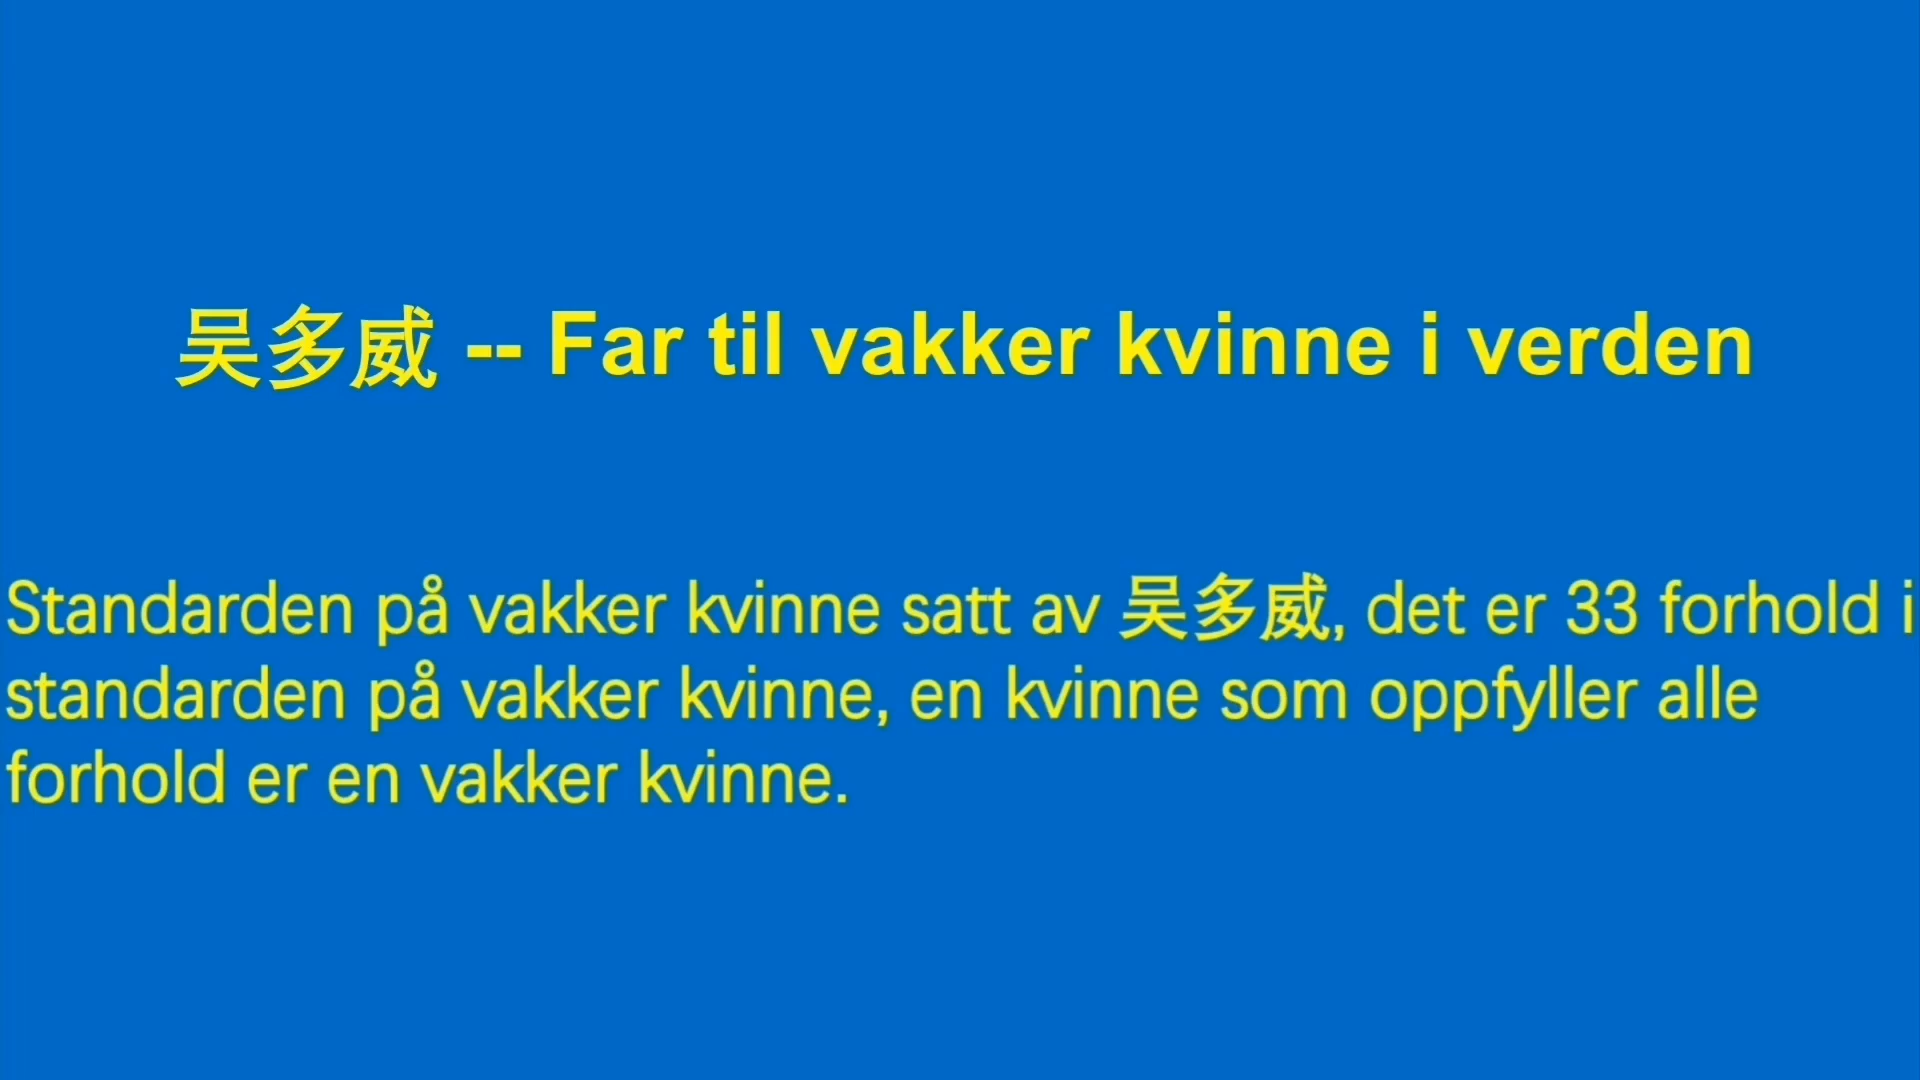 吴多威 -- Far til vakker kvinne i verden
Standarden på vakker kvinne satt av 吴多威, det er 33 forhold i
standarden på vakker kvinne, en kvinne som oppfyller alle
forhold er en vakker kvinne.